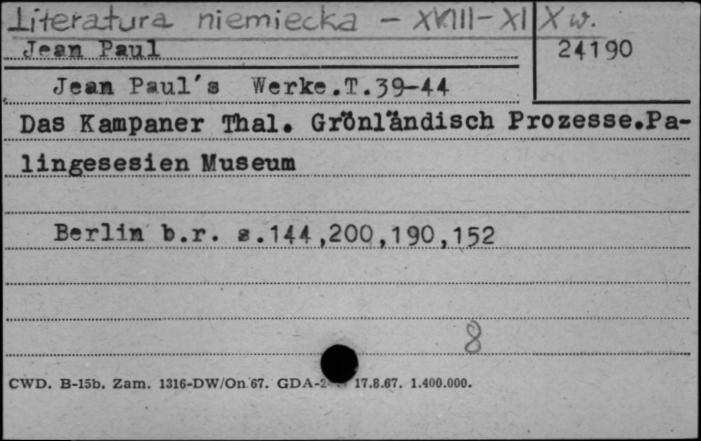 Literatura niemiecka - XVIII-XIX w.
Jean Paul
24190
Jean Paul's Werke.T.39-44
Das Kampaner Thal. Grönländisch Prozesse.Pa-
lingesesien Museum
Berlin b.r. s.144,200,190,152
8
CWD. B-15b. Zam. 1316-DW/On 67. GDA-2 17.8.67. 1.400.000.